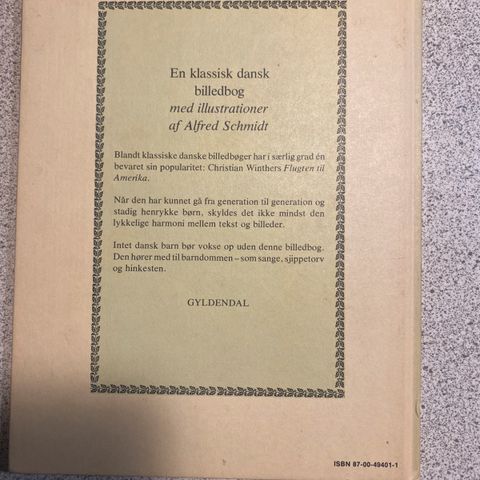 En klassisk dansk
billedbog
med illustrationer
af Alfred Schmidt
Blandt klassiske danske billedbøger har i særlig grad én
bevaret sin popularitet: Christian Winthers Flugten til
Amerika.
Når den har kunnet gå fra generation til generation og
stadig henrykke børn, skyldes det ikke mindst den
lykkelige harmoni mellem tekst og billeder.
Intet dansk barn bør vokse op uden denne billedbog.
Den hører med til barndommen – som sange, sjippetorv
og hinkesten.
GYLDENDAL
ISBN 87-00-49401-1